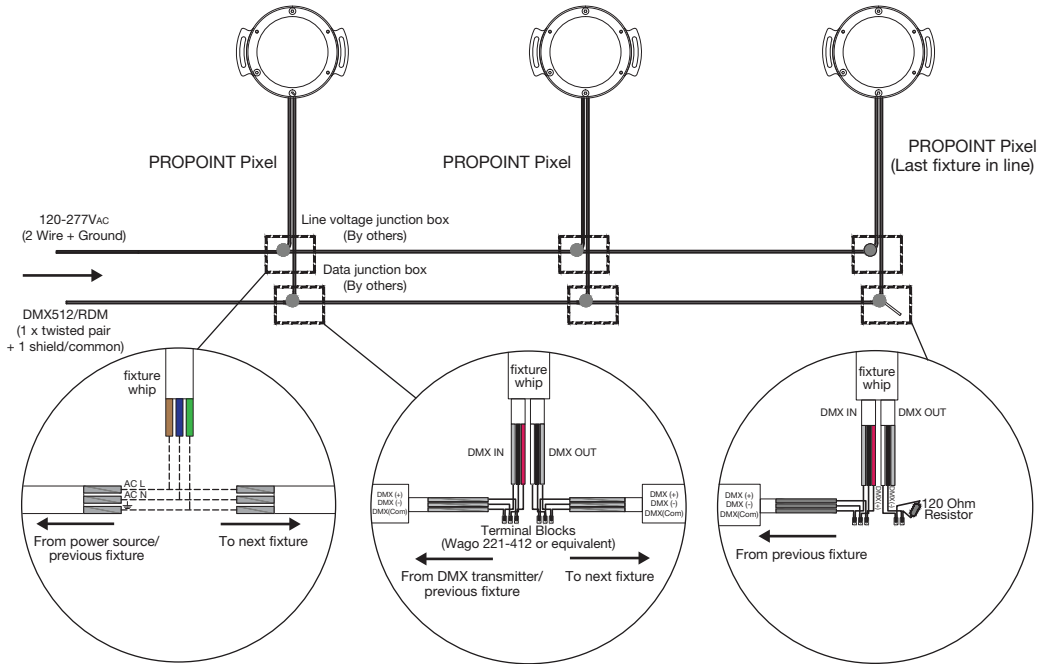 PROPOINT Pixel
PROPOINT Pixel
PROPOINT Pixel
(Last fixture in line)
120-277VAC
(2 Wire + Ground)
Line voltage junction box
(By others)
Data junction box
(By others)
DMX512/RDM
(1 x twisted pair
+ 1 shield/common)
fixture
whip
AC L
AC N
From power source/
previous fixture
To next fixture
fixture
whip
DMX IN
DMX OUT
DMX (+)
DMX (-)
DMX(Com)
DMX (+)
DMX (-)
DMX(Com)
Terminal Blocks
(Wago 221-412 or equivalent)
From DMX transmitter/
previous fixture
To next fixture
fixture
whip
DMX IN
DMX OUT
DMX (+)
DMX (-)
DMX(Com)
DMX(+)
DMX(-)
120 Ohm
Resistor
From previous fixture